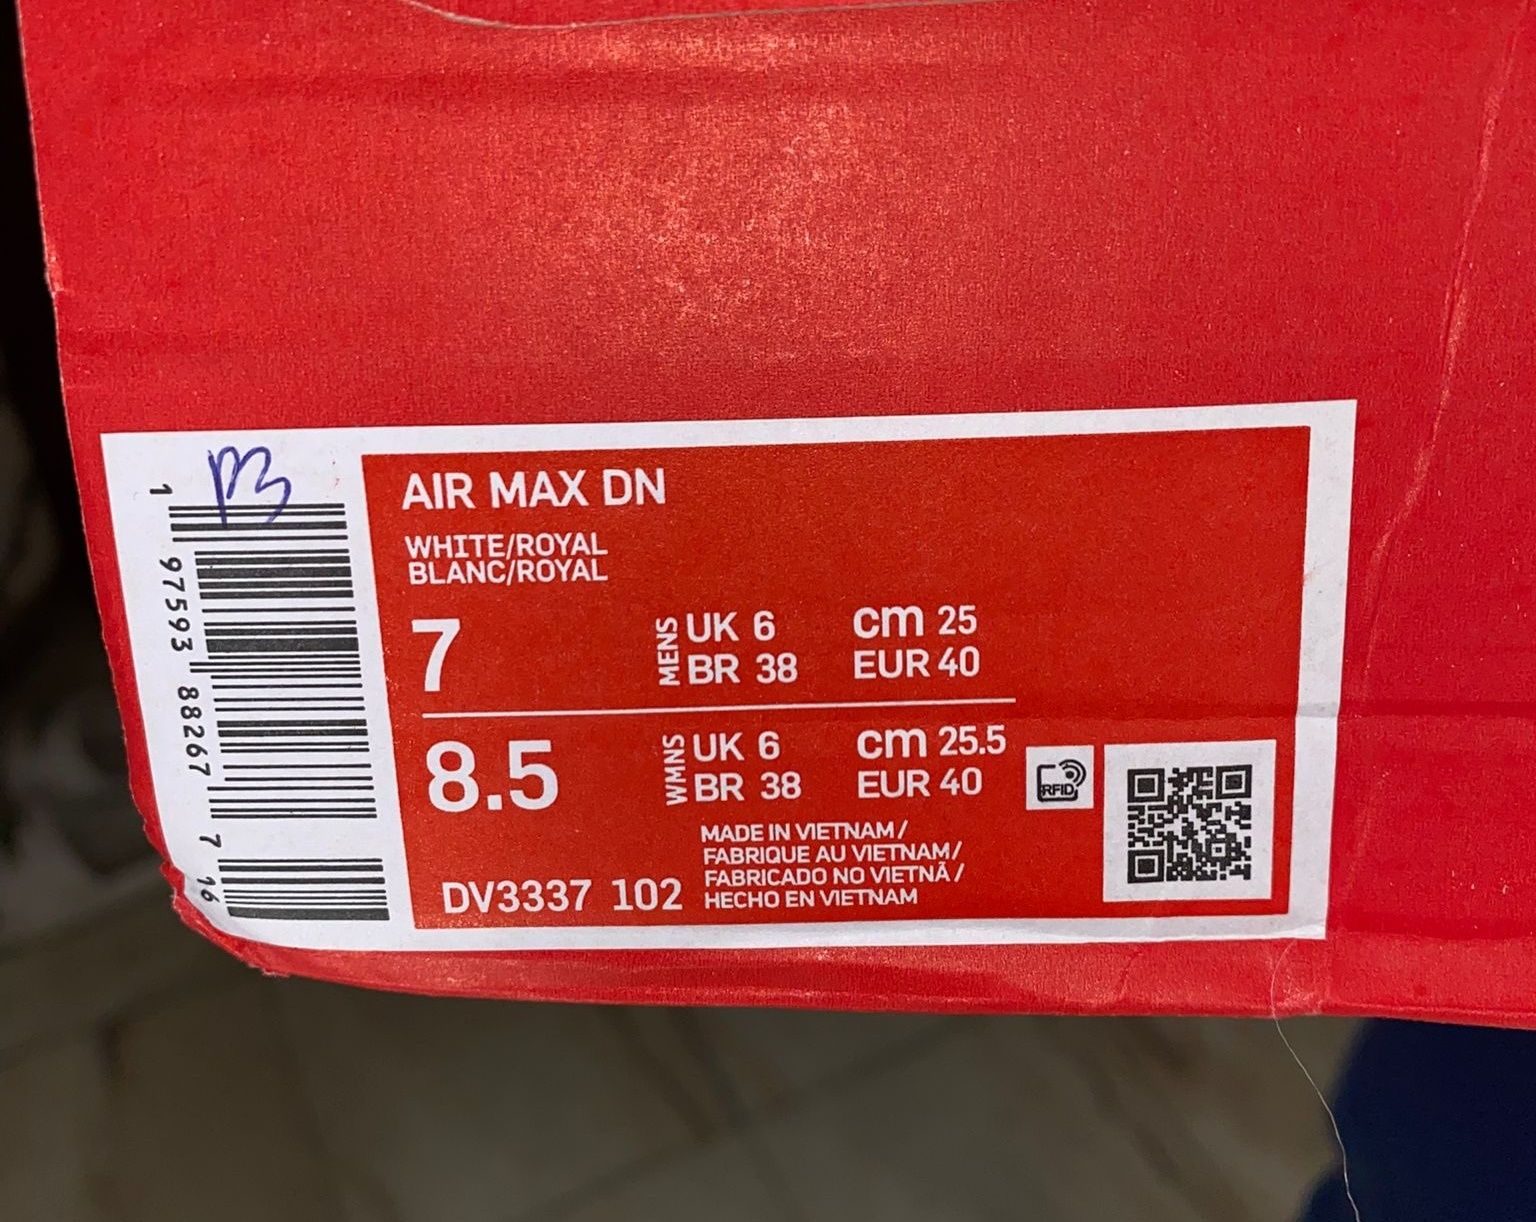 AIR MAX DN
WHITE/ROYAL
BLANC/ROYAL
7 MENS UK 6 cm 25
BR 38 EUR 40
8.5 WMNS UK 6 cm 25.5
BR 38 EUR 40
RFID
MADE IN VIETNAM/
FABRIQUE AU VIETNAM/
FABRICADO NO VIETNÃ/
HECHO EN VIETNAM
DV3337 102
1 97593 88267 7 16